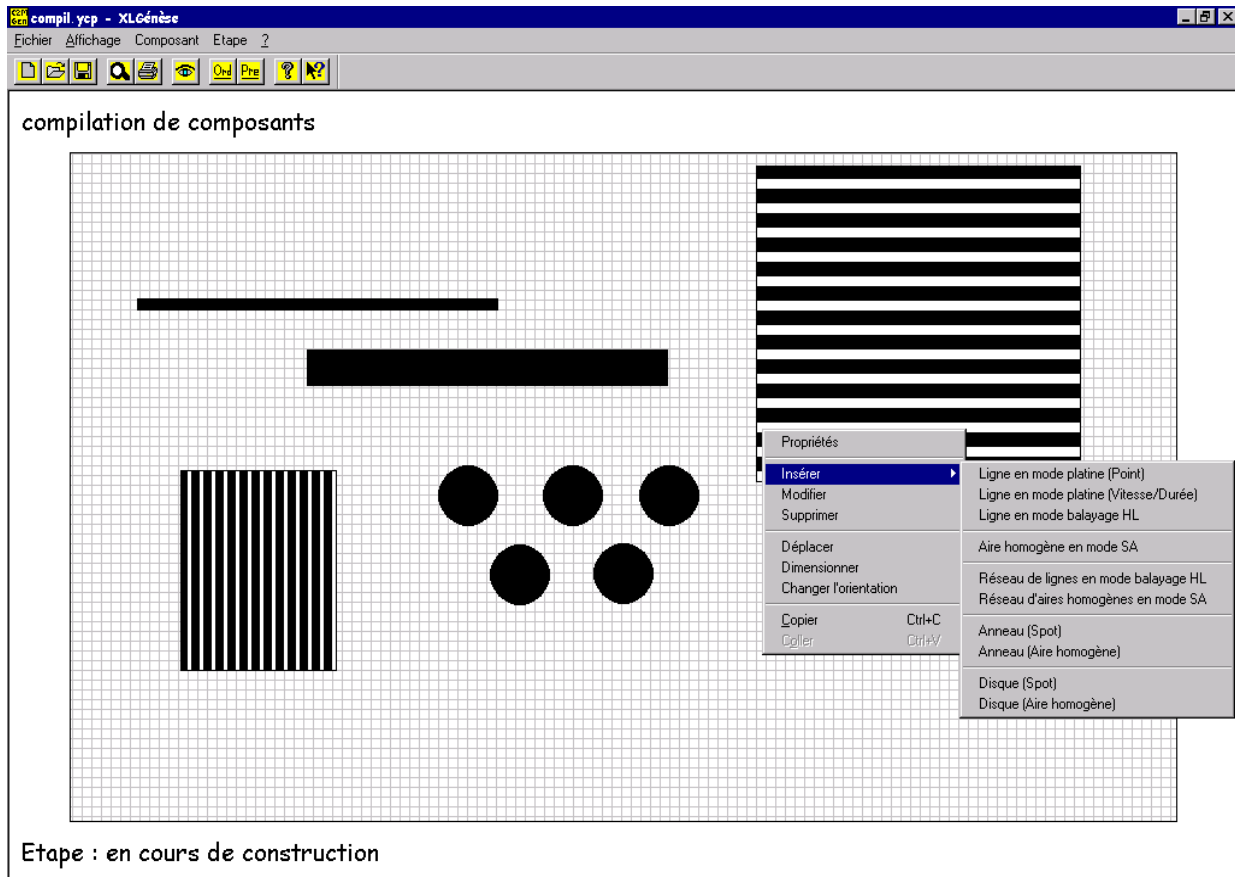 compil.ycp - XLGénèse
Fichier Affichage Composant Etape ?
Ord Pre ? ?
compilation de composants
Propriétés
Insérer
Modifier
Supprimer
Déplacer
Dimensionner
Changer l'orientation
Copier Ctrl+C
Coller Ctrl+V
Ligne en mode platine (Point)
Ligne en mode platine (Vitesse/Durée)
Ligne en mode balayage HL
Aire homogène en mode SA
Réseau de lignes en mode balayage HL
Réseau d'aires homogènes en mode SA
Anneau (Spot)
Anneau (Aire homogène)
Disque (Spot)
Disque (Aire homogène)
Etape : en cours de construction